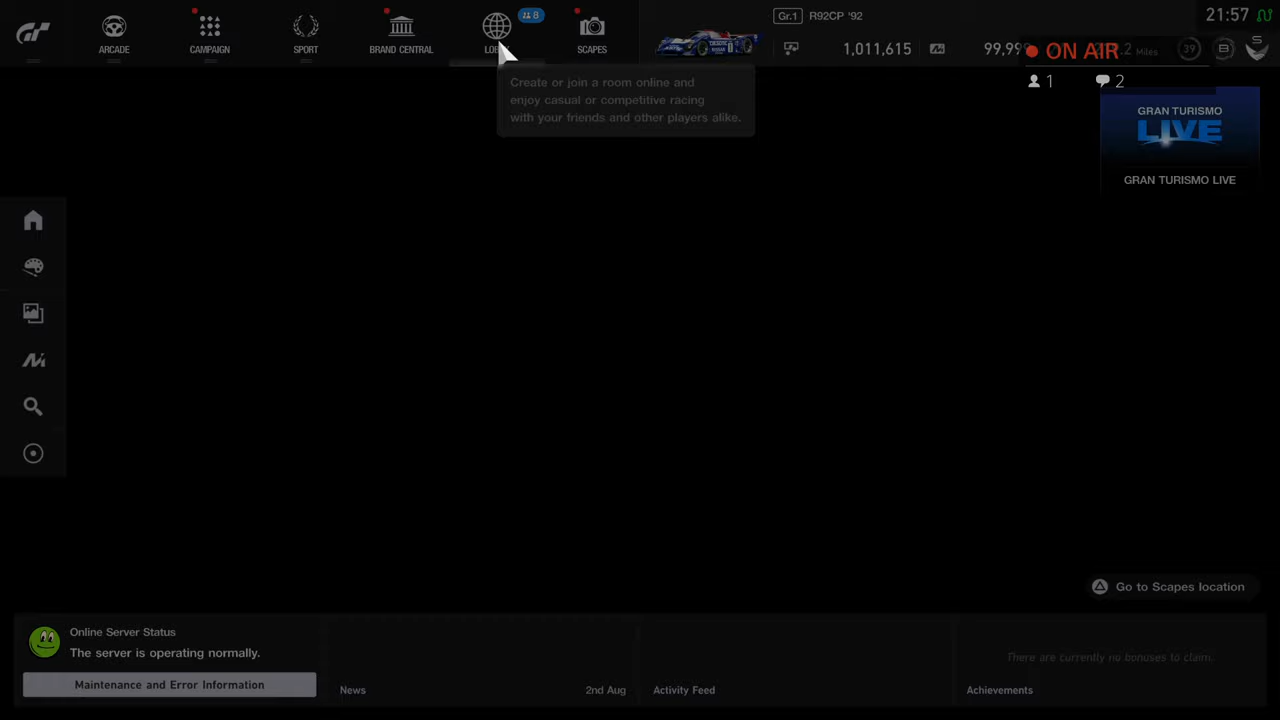 ARCADE
CAMPAIGN
SPORT
BRAND CENTRAL
8
SCAPES
Gr.1 R92CP '92
1,011,615
ON AIR
Miles
39
B
S
21:57
1
2
Create or join a room online and
enjoy casual or competitive racing
with your friends and other players alike.
GRAN TURISMO
LIVE
GRAN TURISMO LIVE
Go to Scapes location
Online Server Status
The server is operating normally.
Maintenance and Error Information
News
2nd Aug
Activity Feed
There are currently no bonuses to claim.
Achievements